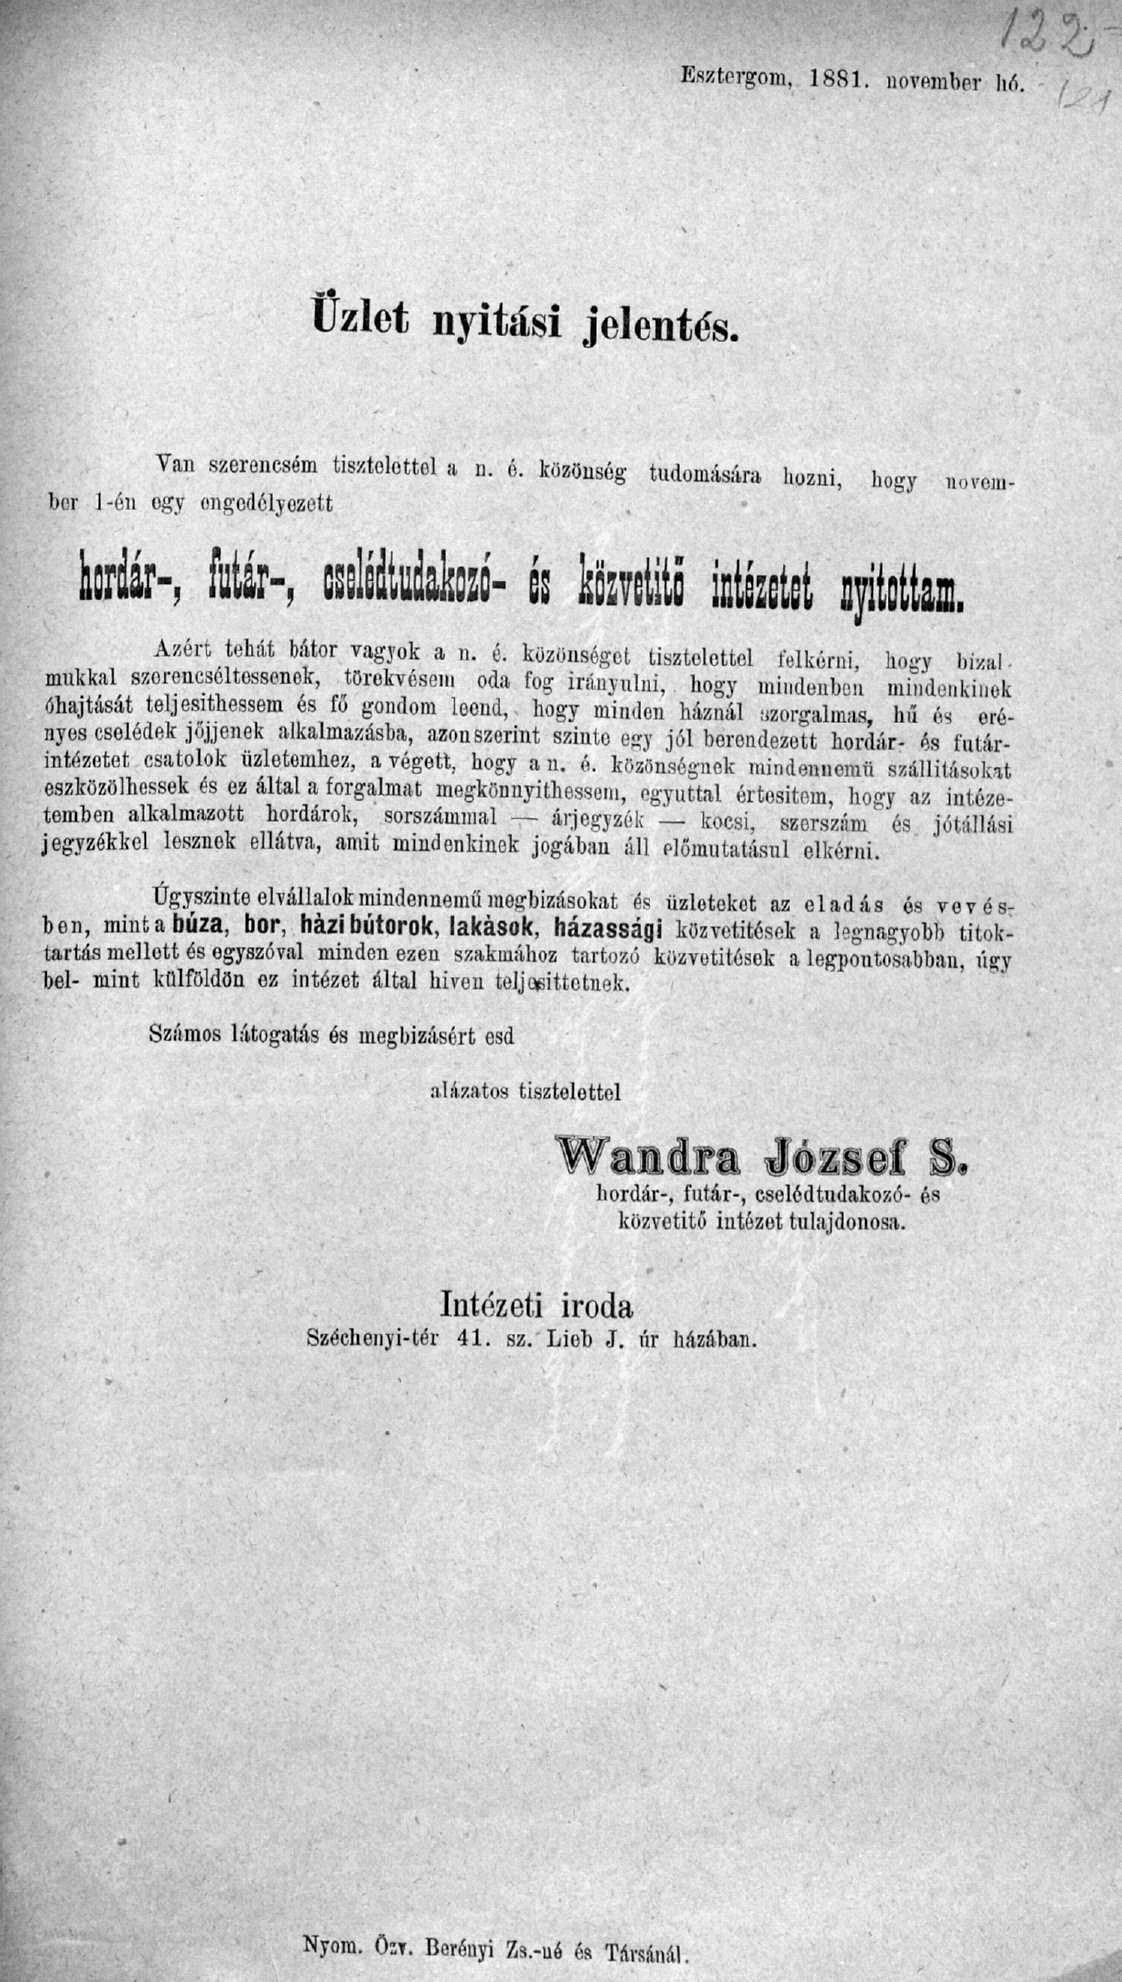 122
Esztergom, 1881. november hó.
121
Üzlet nyitási jelentés.
Van szerencsém tisztelettel a n. é. közönség tudomására hozni, hogy novem-
ber 1-én egy engedélyezett
hordár-, futár-, cselédtudakozó- és közvetitő intézetet nyitottam.
Azért tehát bátor vagyok a n. é. közönséget tisztelettel felkérni, hogy bizal-
mukkal szerencséltessenek, törekvésem oda fog irányulni, hogy mindenben mindenkinek
óhajtását teljesithessem és fő gondom leend, hogy minden háznál szorgalmas, hű és eré-
nyes cselédek jőjjenek alkalmazásba, azonszerint szinte egy jól berendezett hordár- és futár-
intézetet csatolok üzletemhez, a végett, hogy a n. é. közönségnek mindennemü szállitásokat
eszközölhessek és ez által a forgalmat megkönnyithessem, egyuttal értesitem, hogy az intéze-
temben alkalmazott hordárok, sorszámmal — árjegyzék — kocsi, szerszám és jótállási
jegyzékkel lesznek ellátva, amit mindenkinek jogában áll előmutatásul elkérni.
Úgyszinte elvállalok mindennemű megbizásokat és üzleteket az eladás és vevés-
ben, mint a búza, bor, házi bútorok, lakások, házassági közvetitések a legnagyobb titok-
tartás mellett és egyszóval minden ezen szakmához tartozó közvetitések a legpontosabban, úgy
bel- mint külföldön ez intézet által hiven teljesittetnek.
Számos látogatás és megbizásért esd
alázatos tisztelettel
Wandra József S.
hordár-, futár-, cselédtudakozó- és
közvetitő intézet tulajdonosa.
Intézeti iroda
Széchenyi-tér 41. sz. Lieb J. úr házában.
Nyom. Özv. Berényi Zs.-né és Társánál.